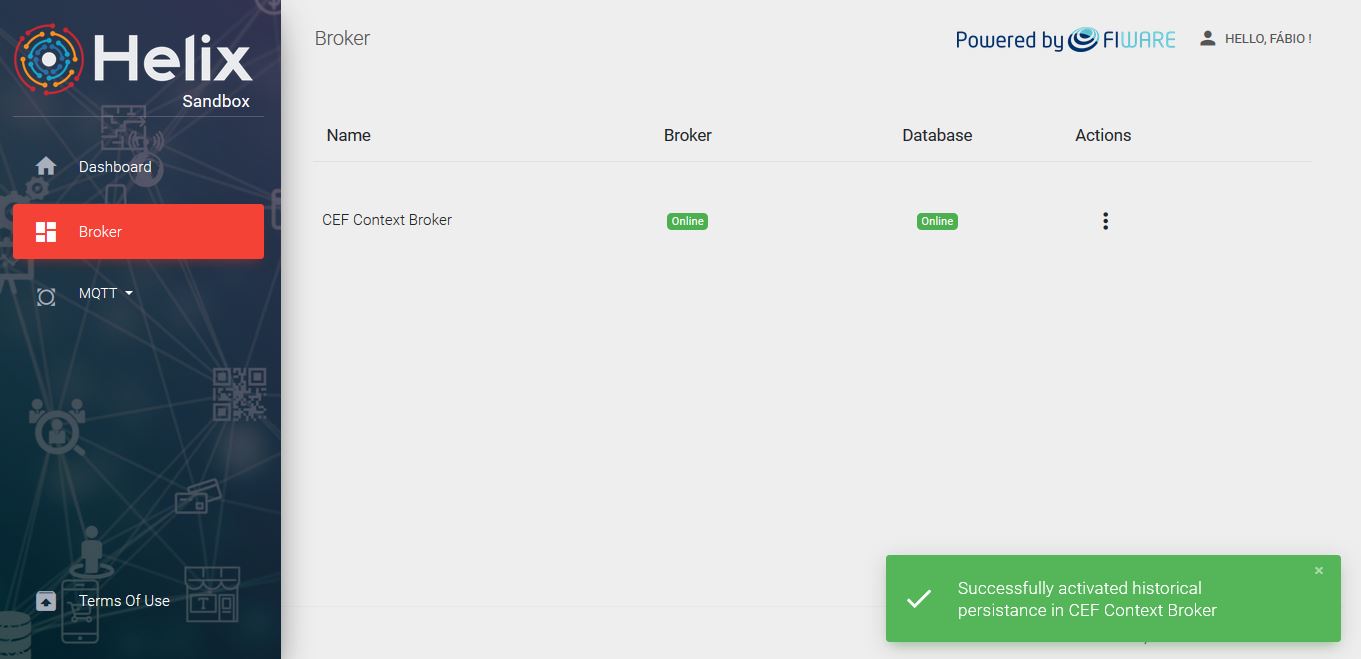 Helix
Sandbox
Dashboard
Broker
MQTT
Terms Of Use
Broker
Powered by FIWARE
HELLO, FÁBIO !
Name Broker Database Actions
CEF Context Broker Online Online
Successfully activated historical
persistance in CEF Context Broker
×